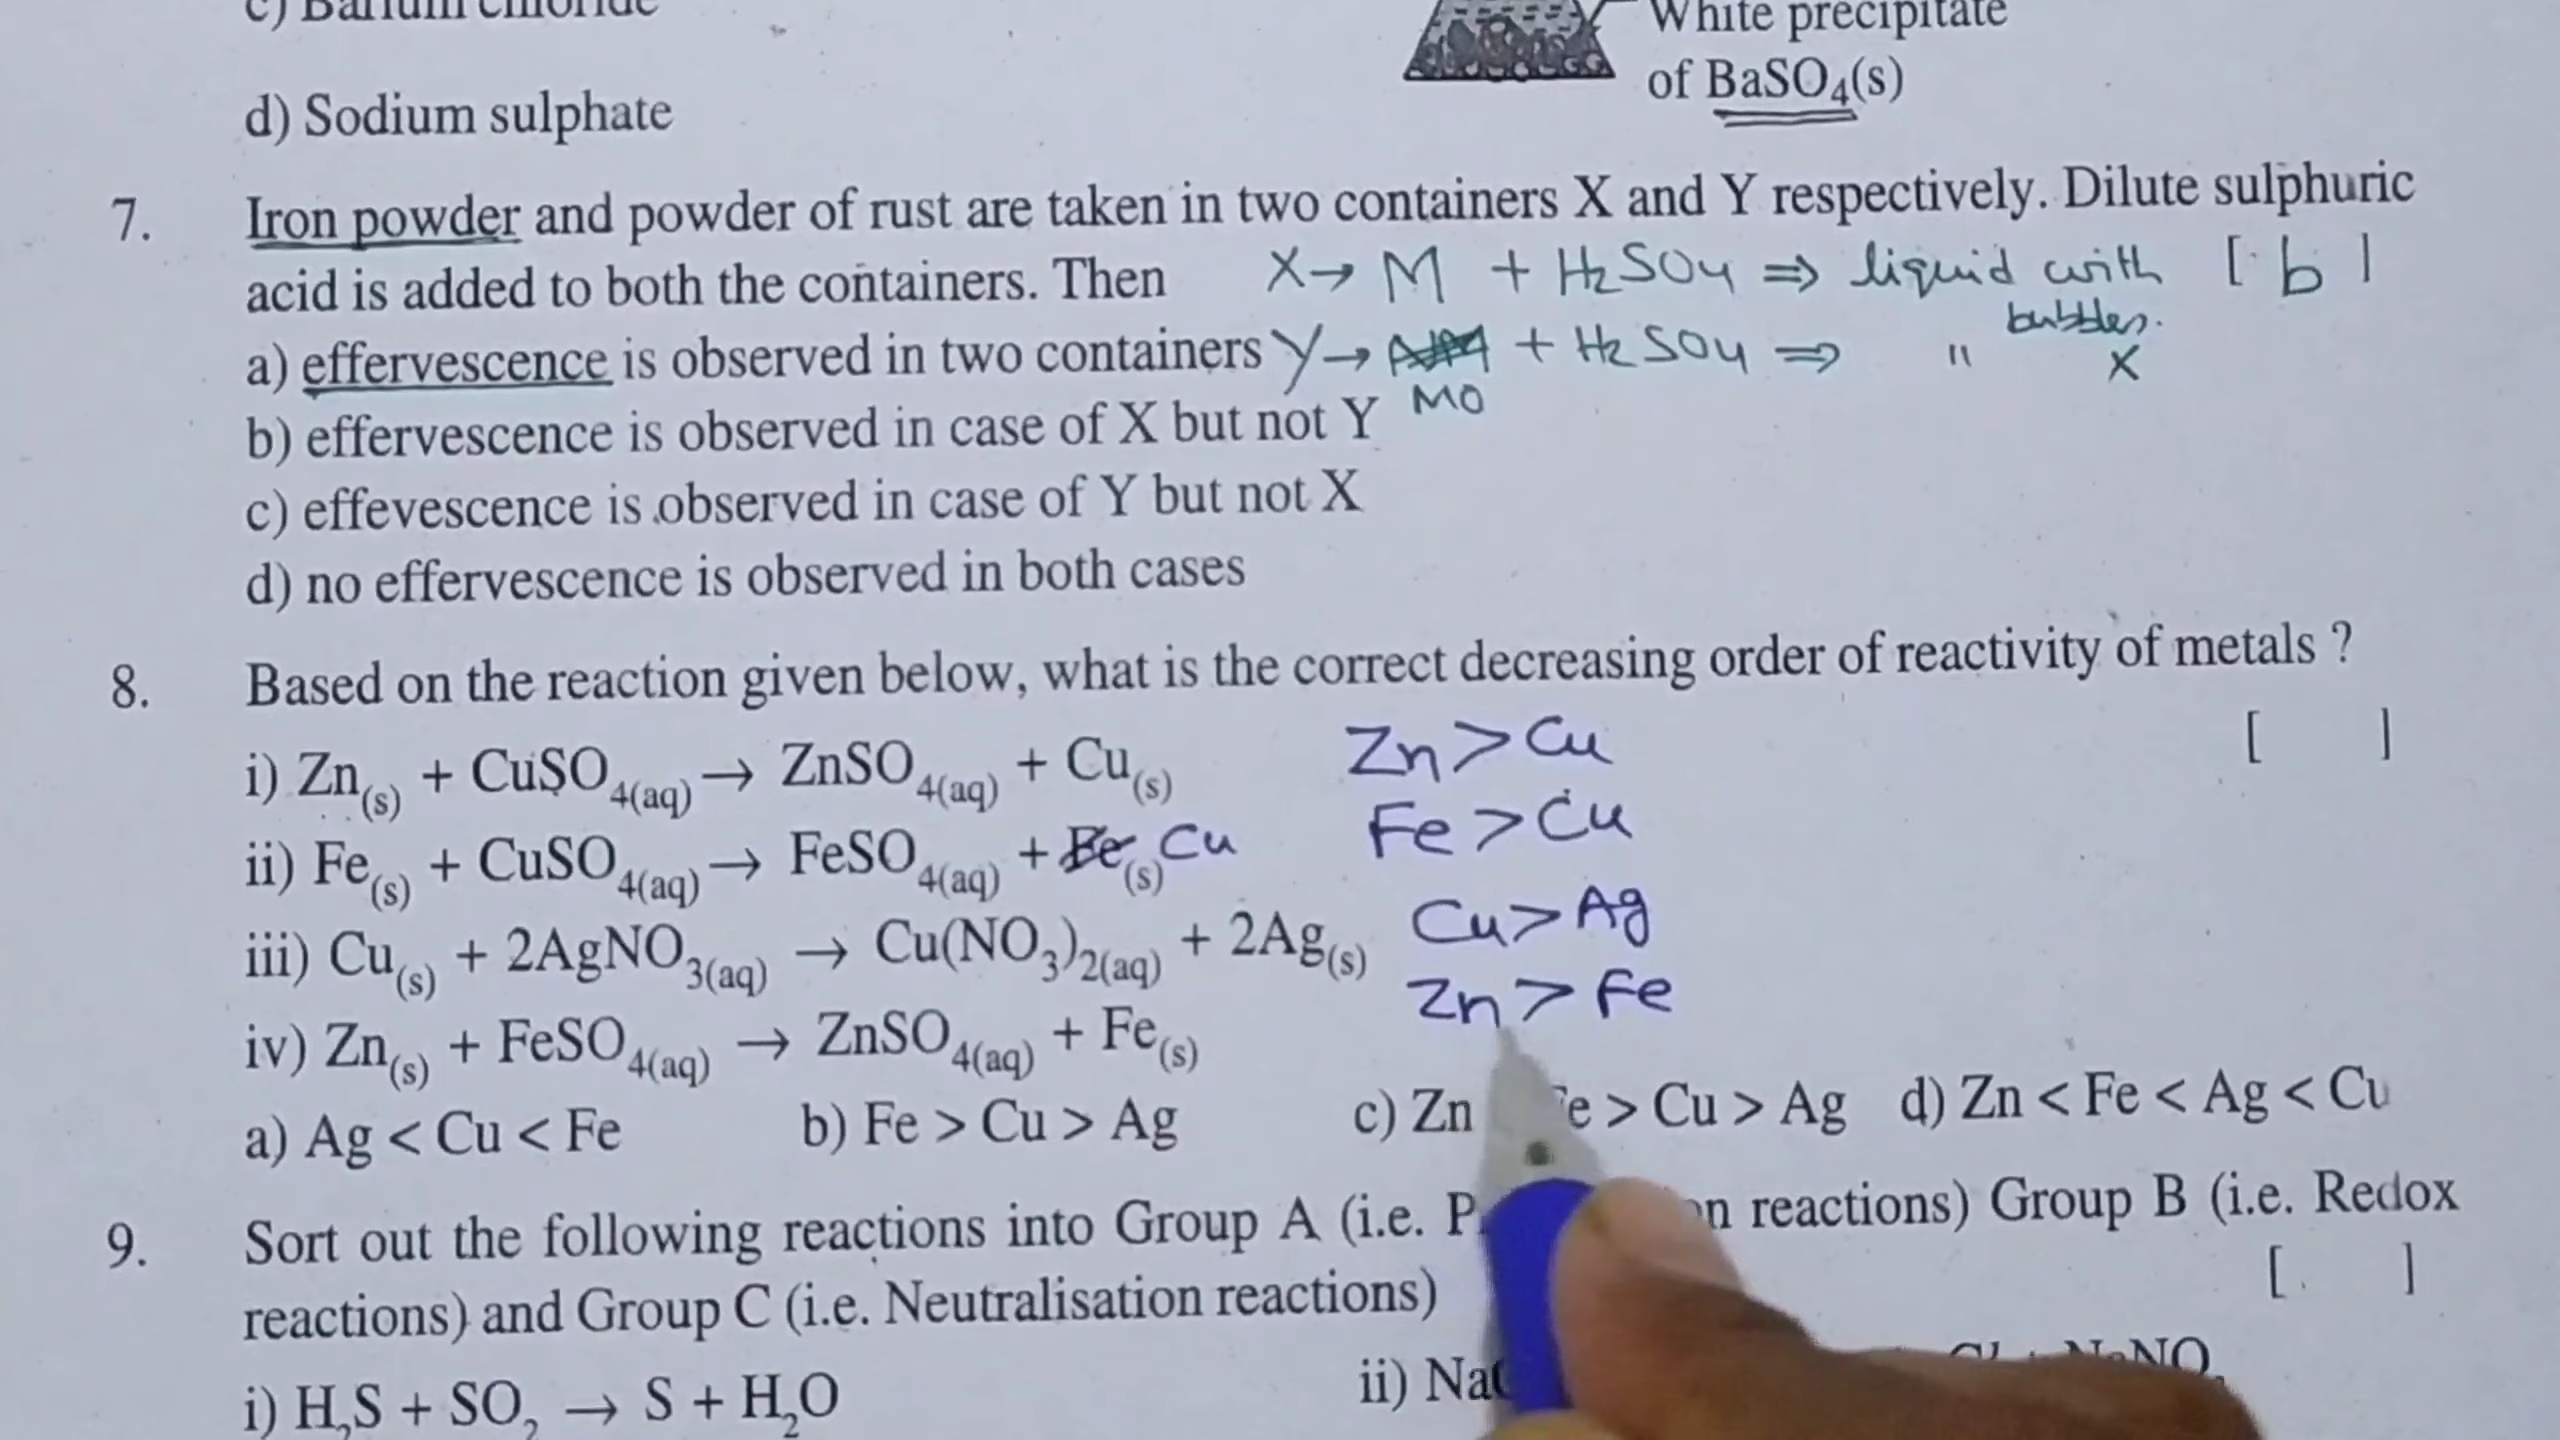 c) Barium chloride
White precipitate
of BaSO₄(s)
d) Sodium sulphate
7. Iron powder and powder of rust are taken in two containers X and Y respectively. Dilute sulphuric
acid is added to both the containers. Then X → M + H₂SO₄ ⇒ liquid with [ b ]
bubbles.
a) effervescence is observed in two containers Y → + H₂SO₄ ⇒ " X
MO
b) effervescence is observed in case of X but not Y
c) effevescence is observed in case of Y but not X
d) no effervescence is observed in both cases
8. Based on the reaction given below, what is the correct decreasing order of reactivity of metals ?
[ ]
i) Zn(s) + CuSO₄(aq) → ZnSO₄(aq) + Cu(s) Zn > Cu
ii) Fe(s) + CuSO₄(aq) → FeSO₄(aq) + Fe(s) Cu Fe > Cu
iii) Cu(s) + 2AgNO₃(aq) → Cu(NO₃)₂(aq) + 2Ag(s) Cu > Ag
iv) Zn(s) + FeSO₄(aq) → ZnSO₄(aq) + Fe(s) Zn > Fe
a) Ag < Cu < Fe b) Fe > Cu > Ag c) Zn e > Cu > Ag d) Zn < Fe < Ag < Cu
9. Sort out the following reactions into Group A (i.e. reactions) Group B (i.e. Redox
reactions) and Group C (i.e. Neutralisation reactions) [ ]
i) H₂S + SO₂ → S + H₂O ii)